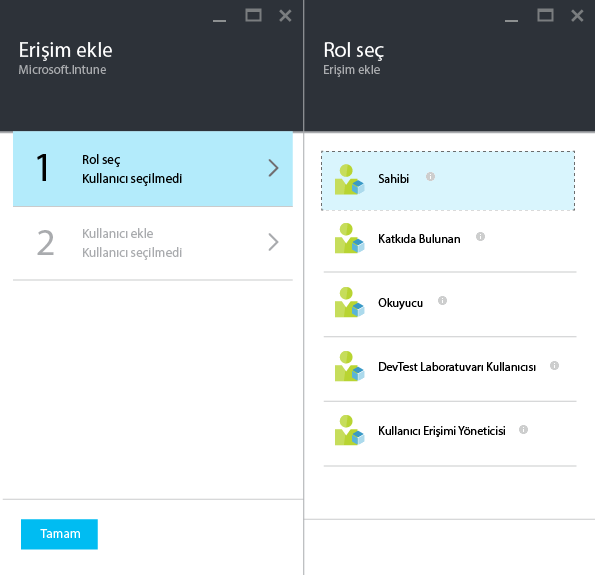 Erişim ekle
Microsoft.Intune
1
Rol seç
Kullanıcı seçilmedi
2
Kullanıcı ekle
Kullanıcı seçilmedi
Tamam
Rol seç
Erişim ekle
Sahibi
Katkıda Bulunan
Okuyucu
DevTest Laboratuvarı Kullanıcısı
Kullanıcı Erişimi Yöneticisi